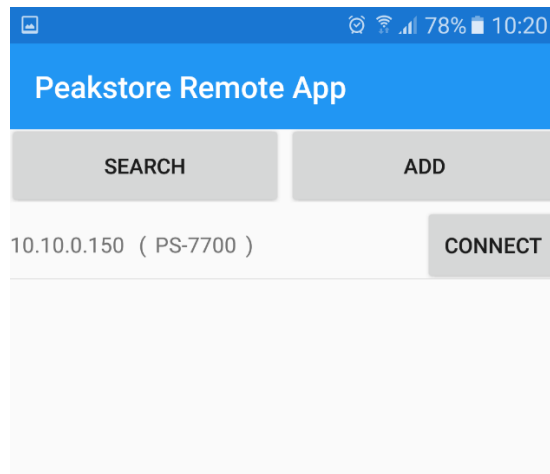 78% 10:20
Peakstore Remote App
SEARCH ADD
10.10.0.150 ( PS-7700 ) CONNECT